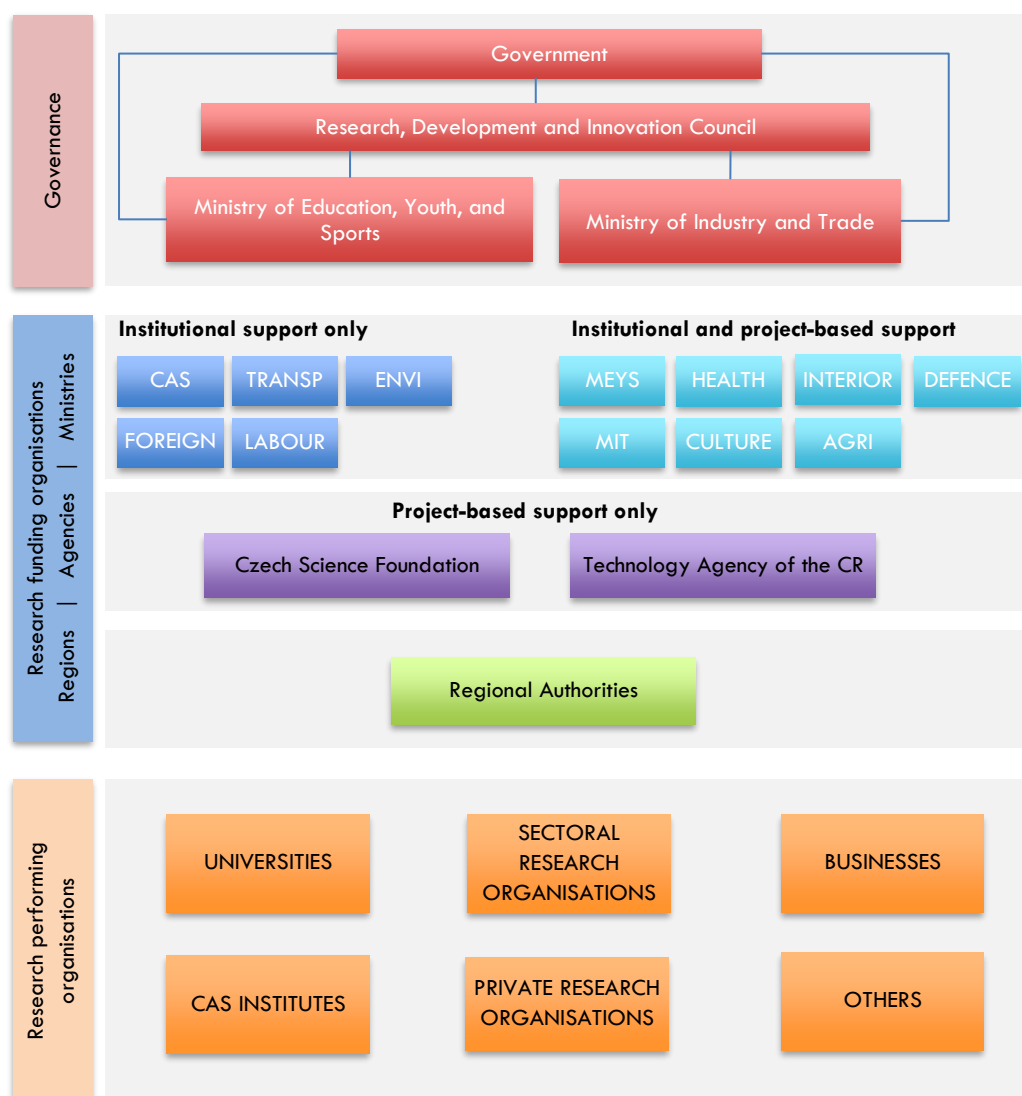 Governance
Government
Research, Development and Innovation Council
Ministry of Education, Youth, and
Sports
Ministry of Industry and Trade
Research funding organisations
Regions | Agencies | Ministries
Institutional support only
CAS
TRANSP
ENVI
FOREIGN
LABOUR
Institutional and project-based support
MEYS
HEALTH
INTERIOR
DEFENCE
MIT
CULTURE
AGRI
Project-based support only
Czech Science Foundation
Technology Agency of the CR
Regional Authorities
Research performing
organisations
UNIVERSITIES
SECTORAL
RESEARCH
ORGANISATIONS
BUSINESSES
CAS INSTITUTES
PRIVATE RESEARCH
ORGANISATIONS
OTHERS